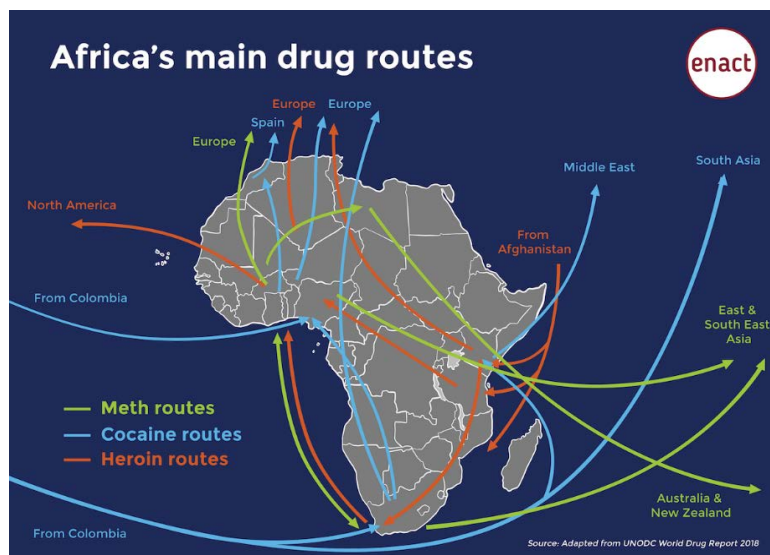 Africa's main drug routes
enact
Europe
Spain
Europe
Europe
North America
Middle East
South Asia
From
Afghanistan
From Colombia
East &
South East
Asia
Meth routes
Cocaine routes
Heroin routes
Australia &
New Zealand
From Colombia
Source: Adapted from UNODC World Drug Report 2018